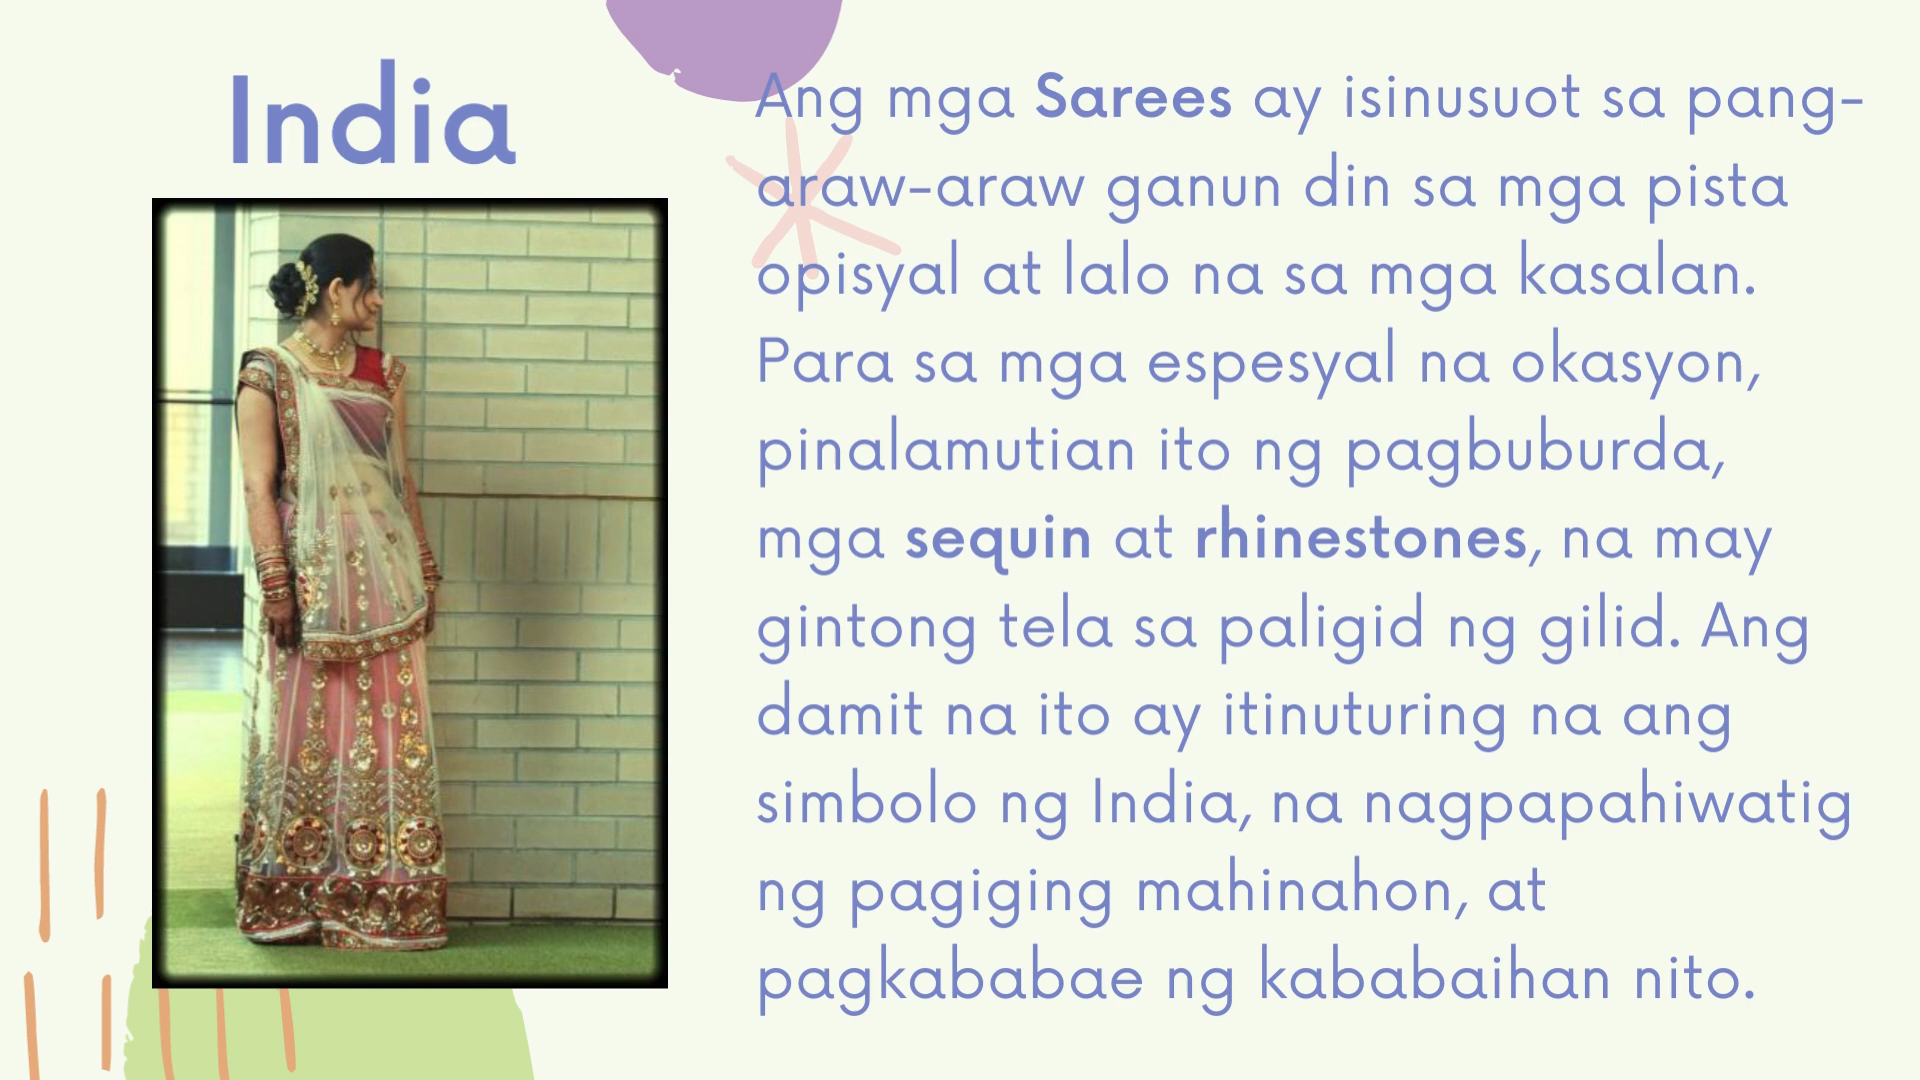 India
Ang mga Sarees ay isinusuot sa pang-
araw-araw ganun din sa mga pista
opisyal at lalo na sa mga kasalan.
Para sa mga espesyal na okasyon,
pinalamutian ito ng pagbuburda,
mga sequin at rhinestones, na may
gintong tela sa paligid ng gilid. Ang
damit na ito ay itinuturing na ang
simbolo ng India, na nagpapahiwatig
ng pagiging mahinahon, at
pagkababae ng kababaihan nito.